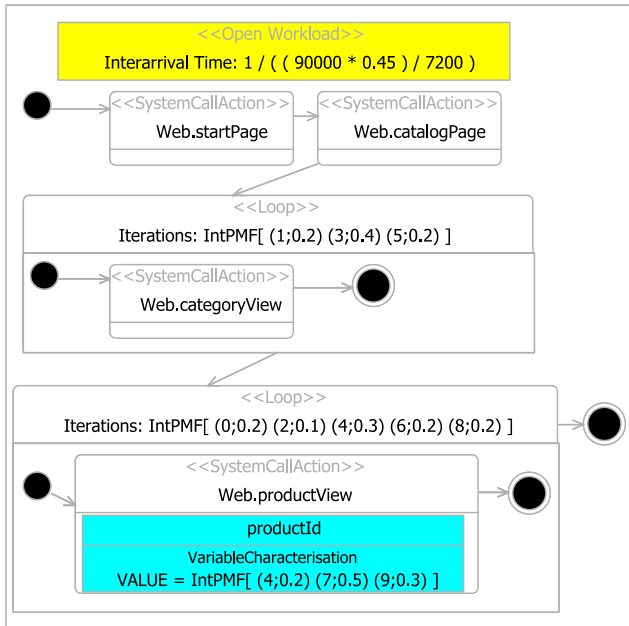 <<Open Workload>>
Interarrival Time: 1 / ( ( 90000 * 0.45 ) / 7200 )
<<SystemCallAction>>
Web.startPage
<<SystemCallAction>>
Web.catalogPage
<<Loop>>
Iterations: IntPMF[ (1;0.2) (3;0.4) (5;0.2) ]
<<SystemCallAction>>
Web.categoryView
<<Loop>>
Iterations: IntPMF[ (0;0.2) (2;0.1) (4;0.3) (6;0.2) (8;0.2) ]
<<SystemCallAction>>
Web.productView
productId
VariableCharacterisation
VALUE = IntPMF[ (4;0.2) (7;0.5) (9;0.3) ]